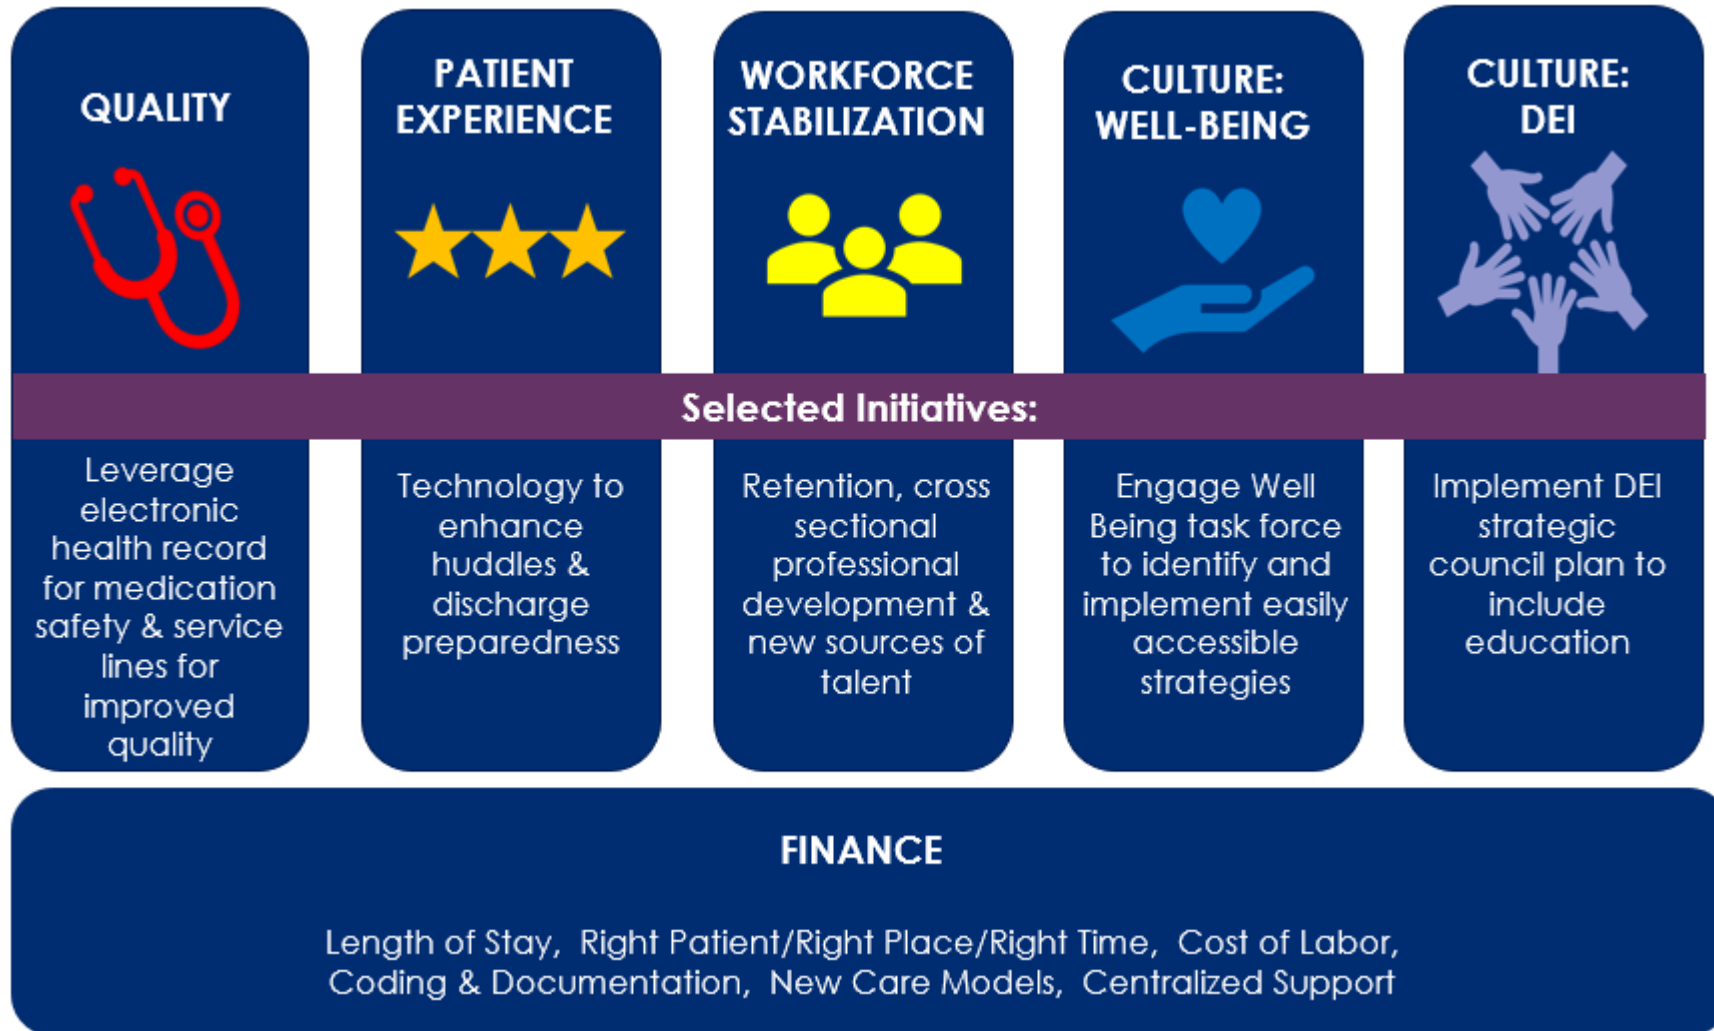 QUALITY
PATIENT
EXPERIENCE
WORKFORCE
STABILIZATION
CULTURE:
WELL-BEING
CULTURE:
DEI
Selected Initiatives:
Leverage
electronic
health record
for medication
safety & service
lines for
improved
quality
Technology to
enhance
huddles &
discharge
preparedness
Retention, cross
sectional
professional
development &
new sources of
talent
Engage Well
Being task force
to identify and
implement easily
accessible
strategies
Implement DEI
strategic
council plan to
include
education
FINANCE
Length of Stay, Right Patient/Right Place/Right Time, Cost of Labor,
Coding & Documentation, New Care Models, Centralized Support